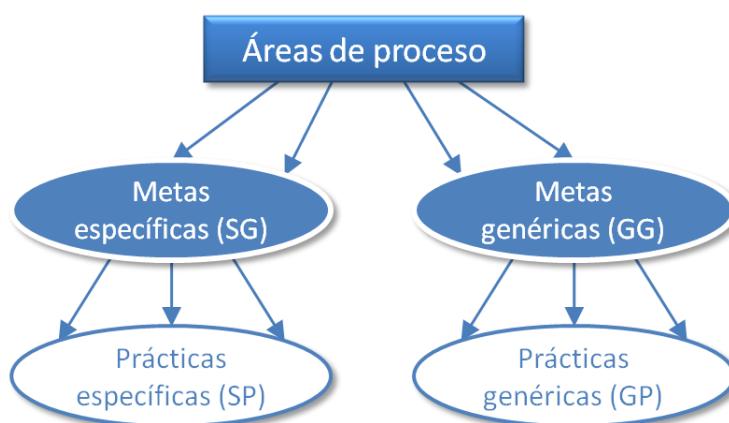 Áreas de proceso
Metas
específicas (SG)
Metas
genéricas (GG)
Prácticas
específicas (SP)
Prácticas
genéricas (GP)